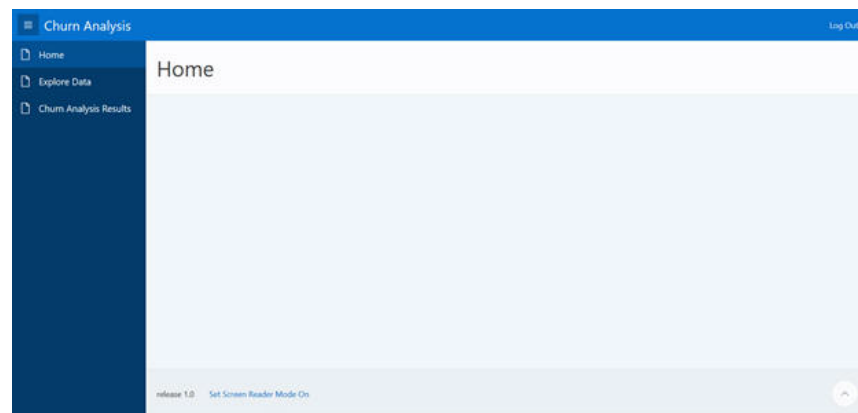 Churn Analysis
Log Out
Home
Explore Data
Churn Analysis Results
Home
release 1.0 Set Screen Reader Mode On